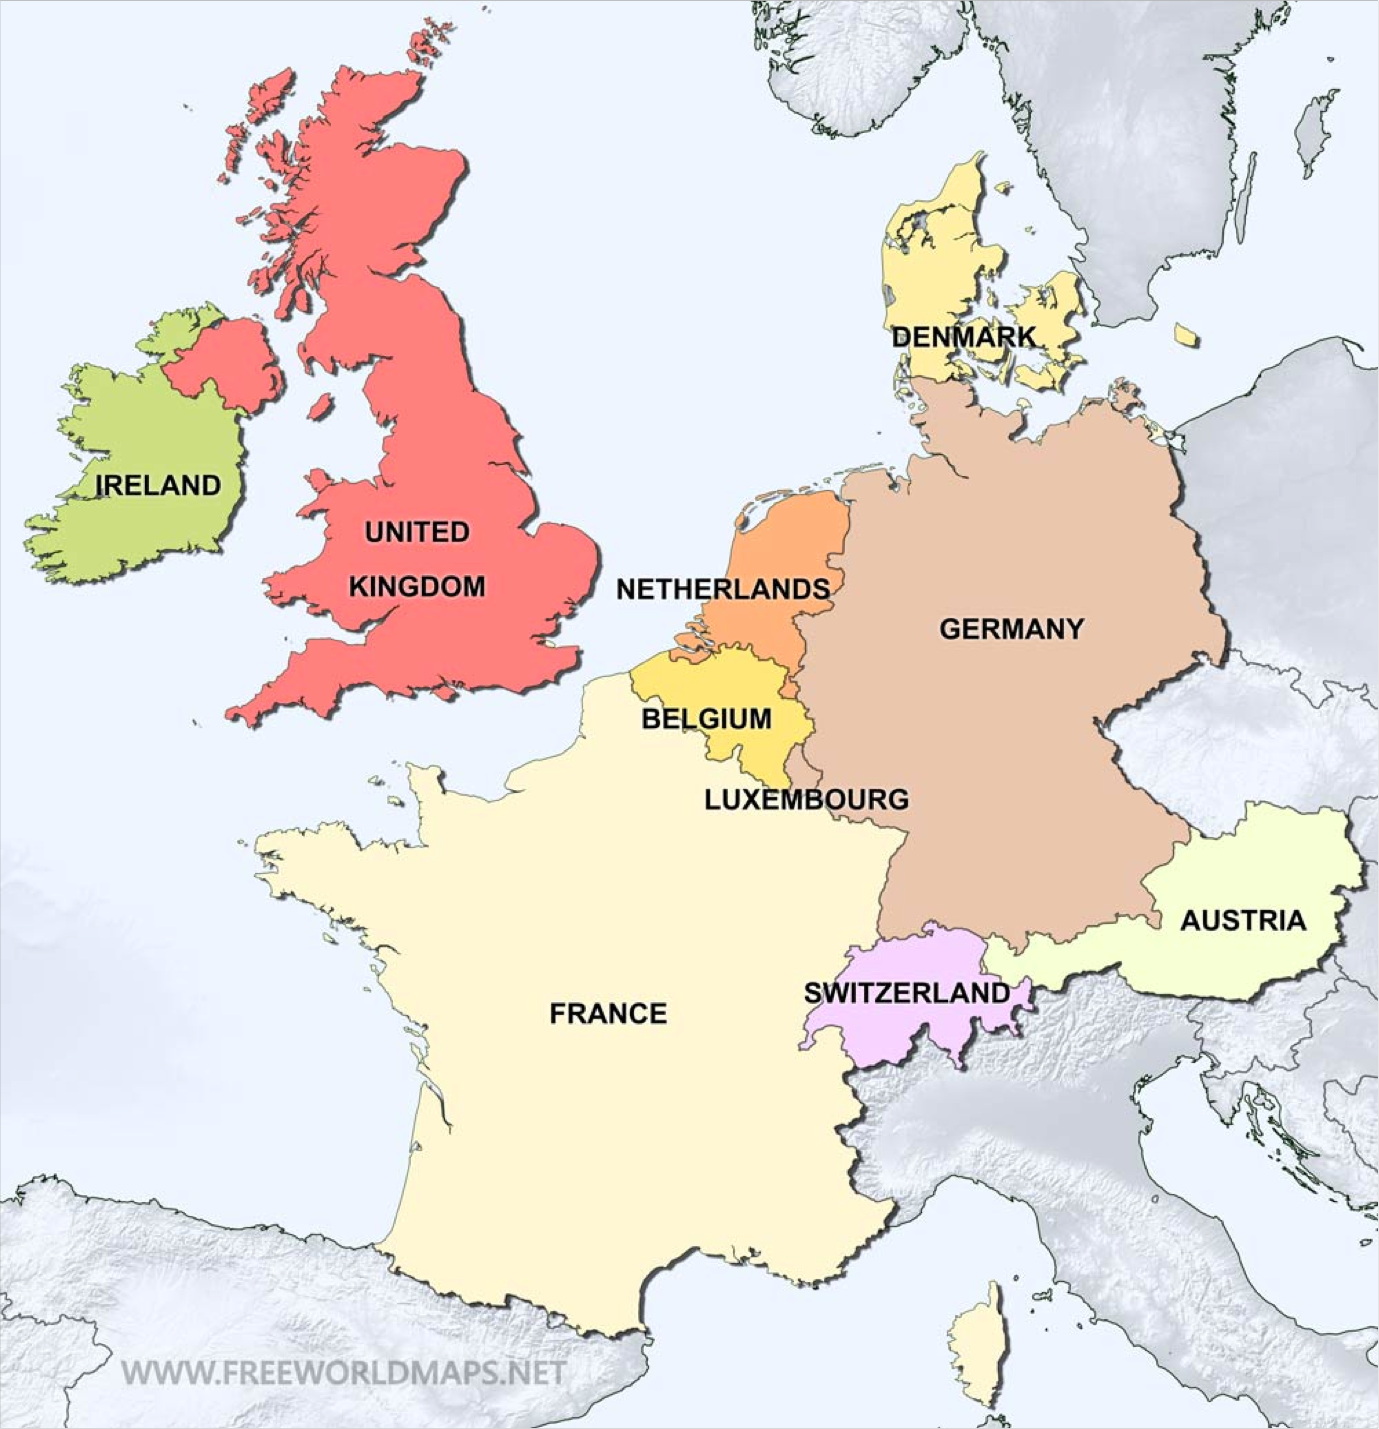 DENMARK
IRELAND
UNITED
KINGDOM
NETHERLANDS
GERMANY
BELGIUM
LUXEMBOURG
AUSTRIA
SWITZERLAND
FRANCE
WWW.FREEWORLDMAPS.NET